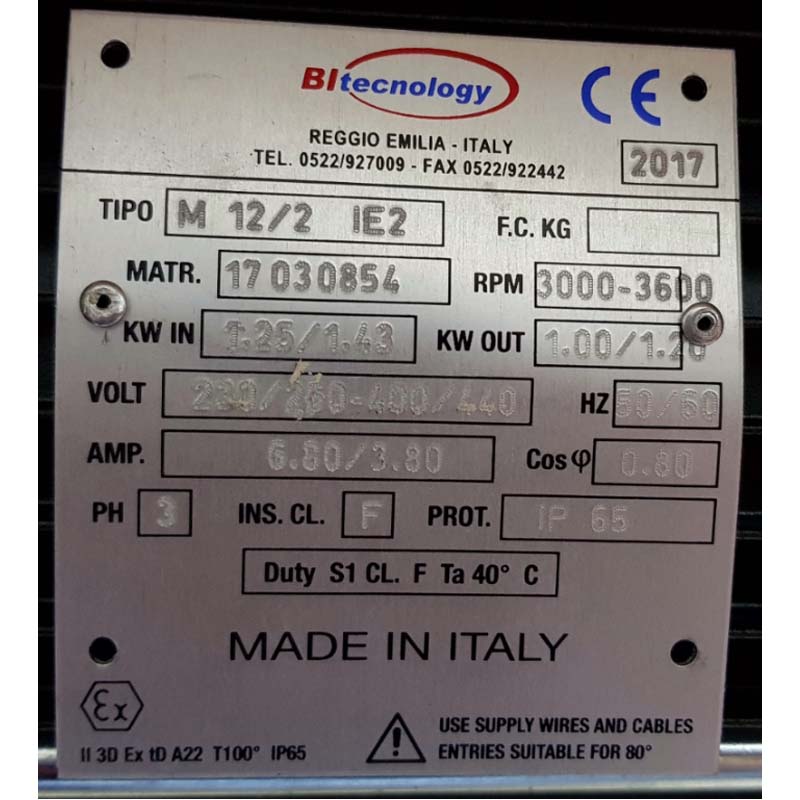 BItecnology
CE
REGGIO EMILIA - ITALY
TEL. 0522/927009 - FAX 0522/922442
2017
TIPO M 12/2 IE2 F.C. KG
MATR. 17 030854 RPM 3000-3600
KW IN 1.25/1.43 KW OUT 1.00/1.20
VOLT 230/260-400/440 HZ 50/60
AMP. 6.80/3.80 Cos φ 0.80
PH 3 INS. CL. F PROT. IP 65
Duty S1 CL. F Ta 40° C
MADE IN ITALY
Ex
II 3D Ex tD A22 T100° IP65
USE SUPPLY WIRES AND CABLES
ENTRIES SUITABLE FOR 80°